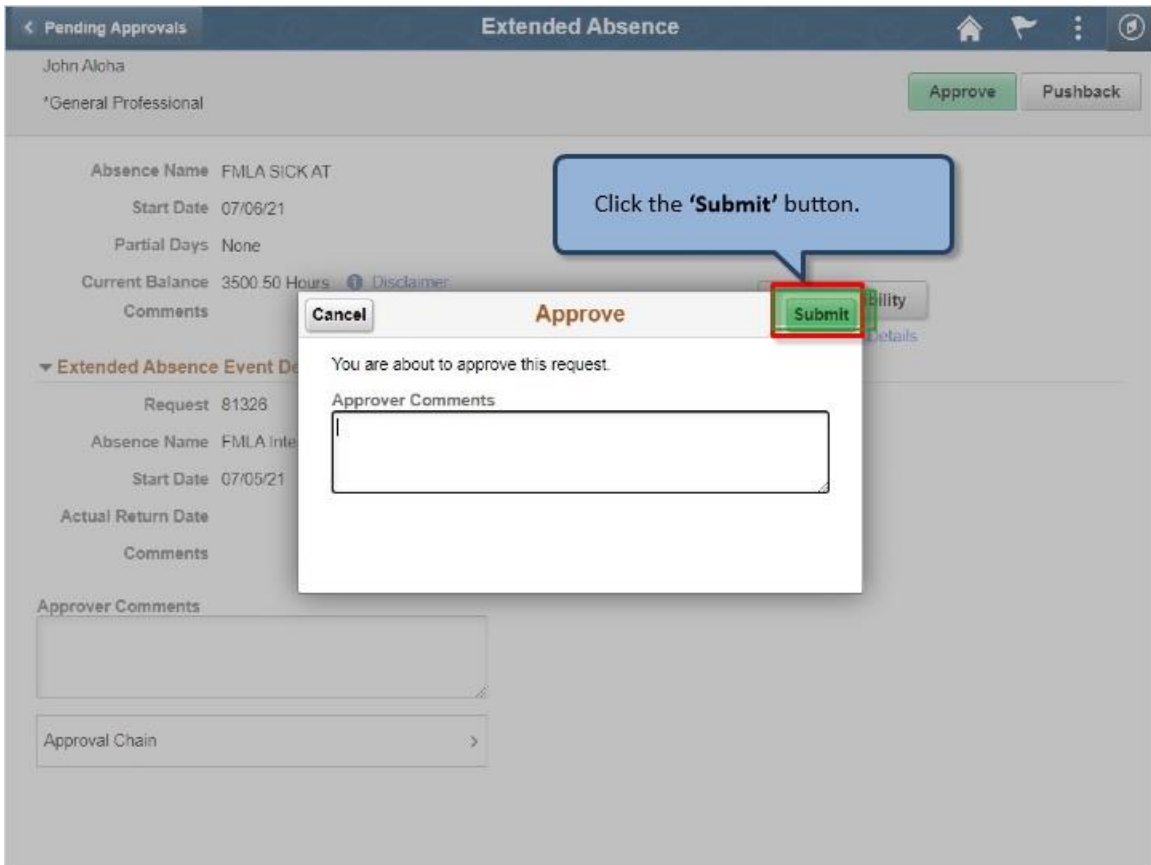 Pending Approvals
Extended Absence
John Aloha
*General Professional
Approve
Pushback
Absence Name FMLA SICK AT
Start Date 07/06/21
Partial Days None
Current Balance 3500.50 Hours Disclaimer
Comments
Click the 'Submit' button.
bility
Details
Cancel
Approve
Submit
You are about to approve this request.
Approver Comments
Extended Absence Event De
Request 81326
Absence Name FMLA Inte
Start Date 07/05/21
Actual Return Date
Comments
Approver Comments
Approval Chain